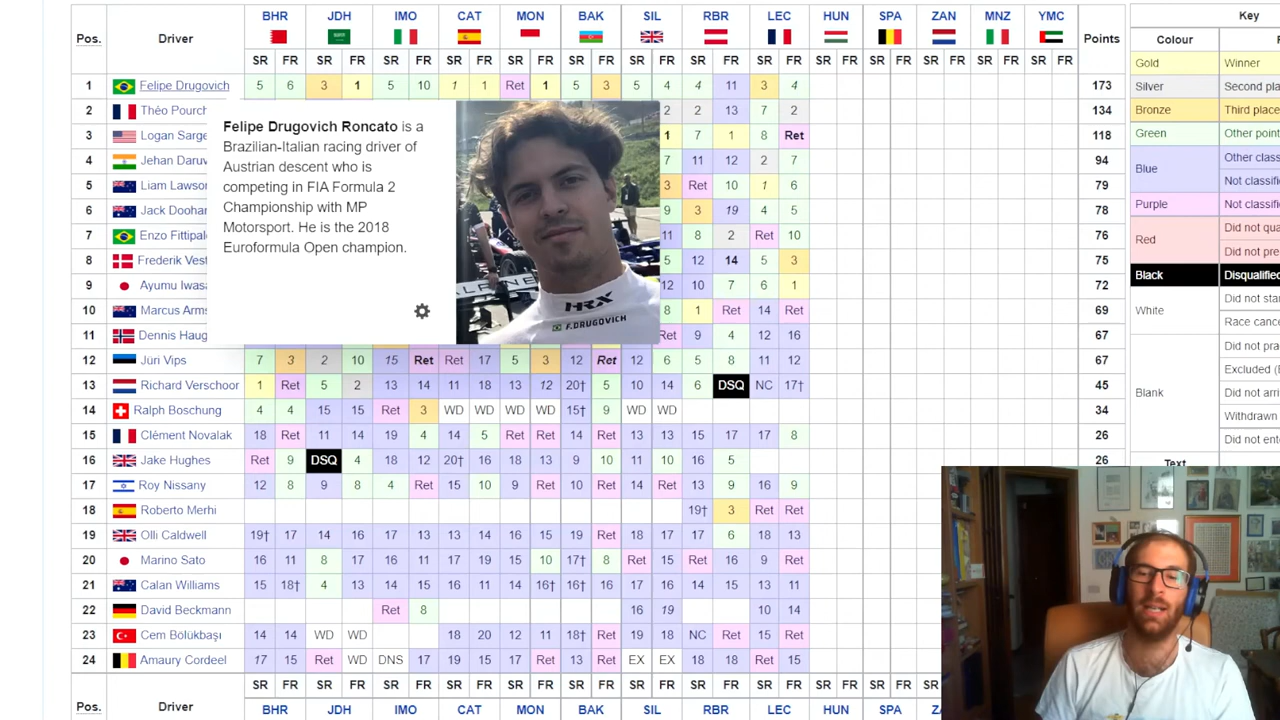 BHR JDH IMO CAT MON BAK SIL RBR LEC HUN SPA ZAN MNZ YMC Key
Pos. Driver Points Colour
SR FR SR FR SR FR SR FR SR FR SR FR SR FR SR FR SR FR SR FR SR FR SR FR SR FR SR FR
Gold Winner
1 Felipe Drugovich 5 6 3 1 5 10 1 1 Ret 1 5 3 5 4 4 11 3 4 173 Silver Second place
2 Théo Pourch 2 2 13 7 2 134 Bronze Third place
3 Logan Sarge 1 7 1 8 Ret 118 Green Other point
4 Jehan Daruv 7 11 12 2 7 94 Blue Other class
5 Liam Lawson 3 Ret 10 1 6 79 Not classifi
6 Jack Doohan 9 3 19 4 5 78 Purple Not classifi
7 Enzo Fittipal 11 8 2 Ret 10 76 Red Did not qua
8 Frederik Vest 5 12 14 5 3 75 Did not pre
9 Ayumu Iwas 12 10 7 6 1 72 Black Disqualified
10 Marcus Arms 8 1 Ret 14 Ret 67 White Did not star
11 Dennis Haug Ret 9 4 12 16 67 Race cance
Felipe Drugovich Roncato is a
Brazilian-Italian racing driver of
Austrian descent who is
competing in FIA Formula 2
Championship with MP
Motorsport. He is the 2018
Euroformula Open champion.
HRX
F.DRUGOVICH
12 Jüri Vips 7 3 2 10 15 Ret Ret 17 5 3 12 Ret 12 6 5 8 11 12 67 Did not pra
Excluded (E
13 Richard Verschoor 1 Ret 5 2 13 14 11 18 13 12 20† 5 10 14 6 DSQ NC 17† 45 Blank Did not arri
14 Ralph Boschung 4 4 15 15 Ret 3 WD WD WD WD 15† 9 WD WD 34 Withdrawn
15 Clément Novalak 18 Ret 11 14 19 4 14 5 Ret Ret 14 Ret 13 13 15 17 17 8 26 Did not ente
16 Jake Hughes Ret 9 DSQ 4 18 12 20† 16 18 13 9 10 11 10 16 5 26 Text
17 Roy Nissany 12 8 9 8 Ret 15 10 9 Ret 10 Ret 14 Ret 13 9 16 9
18 Roberto Merhi 19† 3 Ret Ret
19 Olli Caldwell 19† 17 14 16 17 13 13 14 16 15 19 Ret 18 17 17 6 18 13
20 Marino Sato 16 11 8 17 16 11 17 19 15 10 17† 8 Ret 15 Ret 16 9 Ret
21 Calan Williams 15 18† 4 13 14 15 16 11 14 16† 16† 16 17 16 14 15 13 11
22 David Beckmann Ret 8 16 19 10 14
23 Cem Bölükbaşı 14 14 WD WD 18 20 12 11 18† Ret 19 18 NC Ret 15 Ret
24 Amaury Cordeel 17 15 Ret WD DNS 17 19 15 17 Ret 13 Ret EX EX 18 18 Ret 15
SR FR SR FR SR FR SR FR SR FR SR FR SR FR SR FR SR FR SR FR SR FR SR
Pos. Driver BHR JDH IMO CAT MON BAK SIL RBR LEC HUN SPA